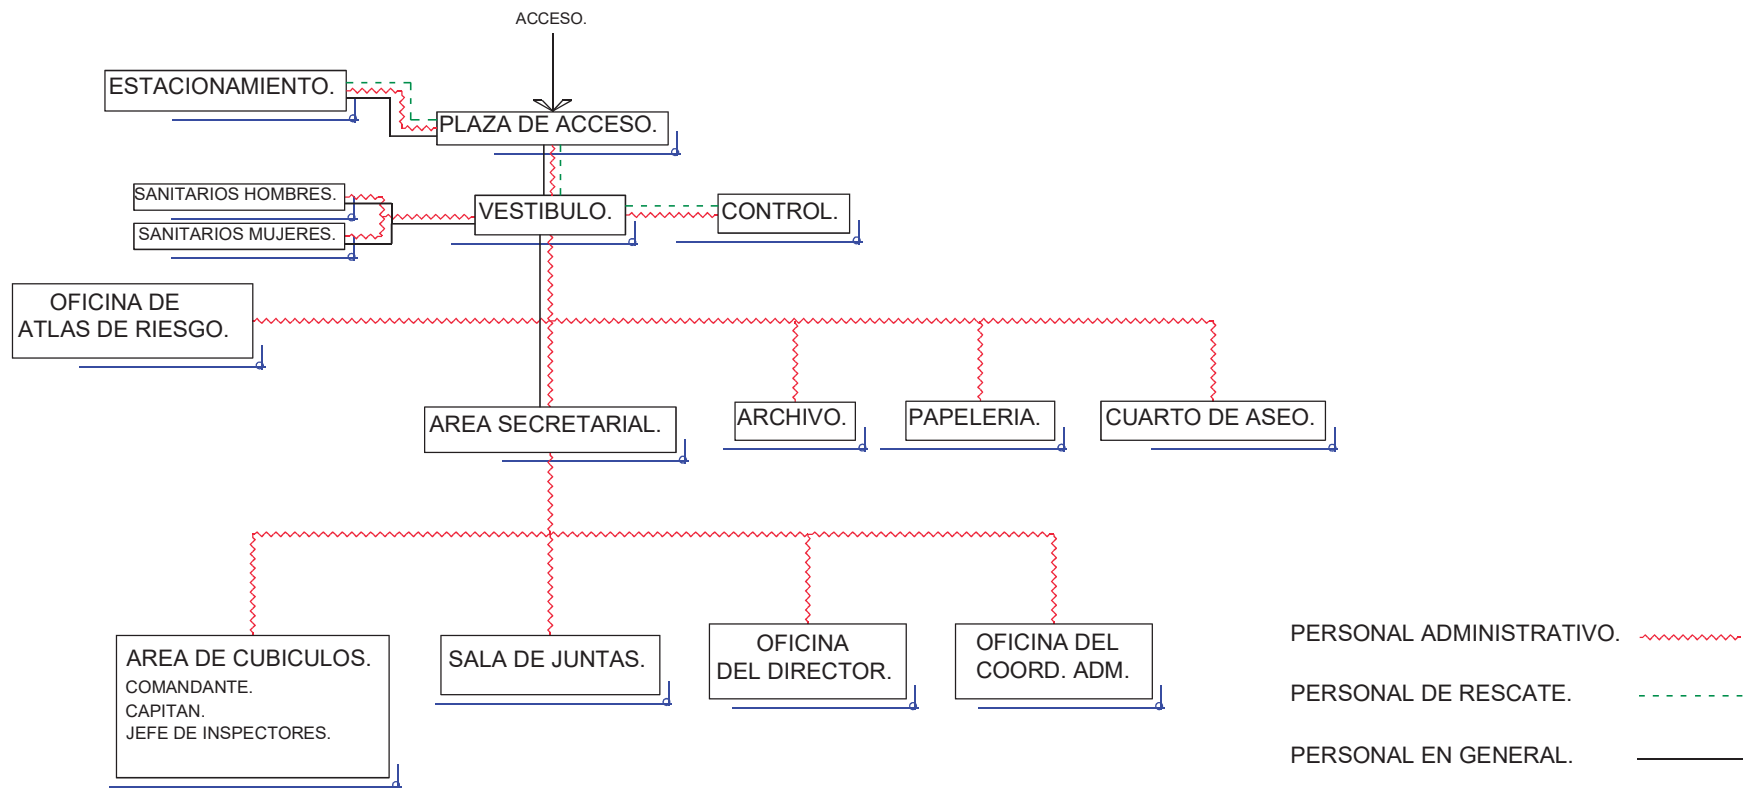 ACCESO.
ESTACIONAMIENTO.
PLAZA DE ACCESO.
SANITARIOS HOMBRES.
SANITARIOS MUJERES.
VESTIBULO.
CONTROL.
OFICINA DE
ATLAS DE RIESGO.
AREA SECRETARIAL.
ARCHIVO.
PAPELERIA.
CUARTO DE ASEO.
AREA DE CUBICULOS.
COMANDANTE.
CAPITAN.
JEFE DE INSPECTORES.
SALA DE JUNTAS.
OFICINA
DEL DIRECTOR.
OFICINA DEL
COORD. ADM.
PERSONAL ADMINISTRATIVO.
PERSONAL DE RESCATE.
PERSONAL EN GENERAL.